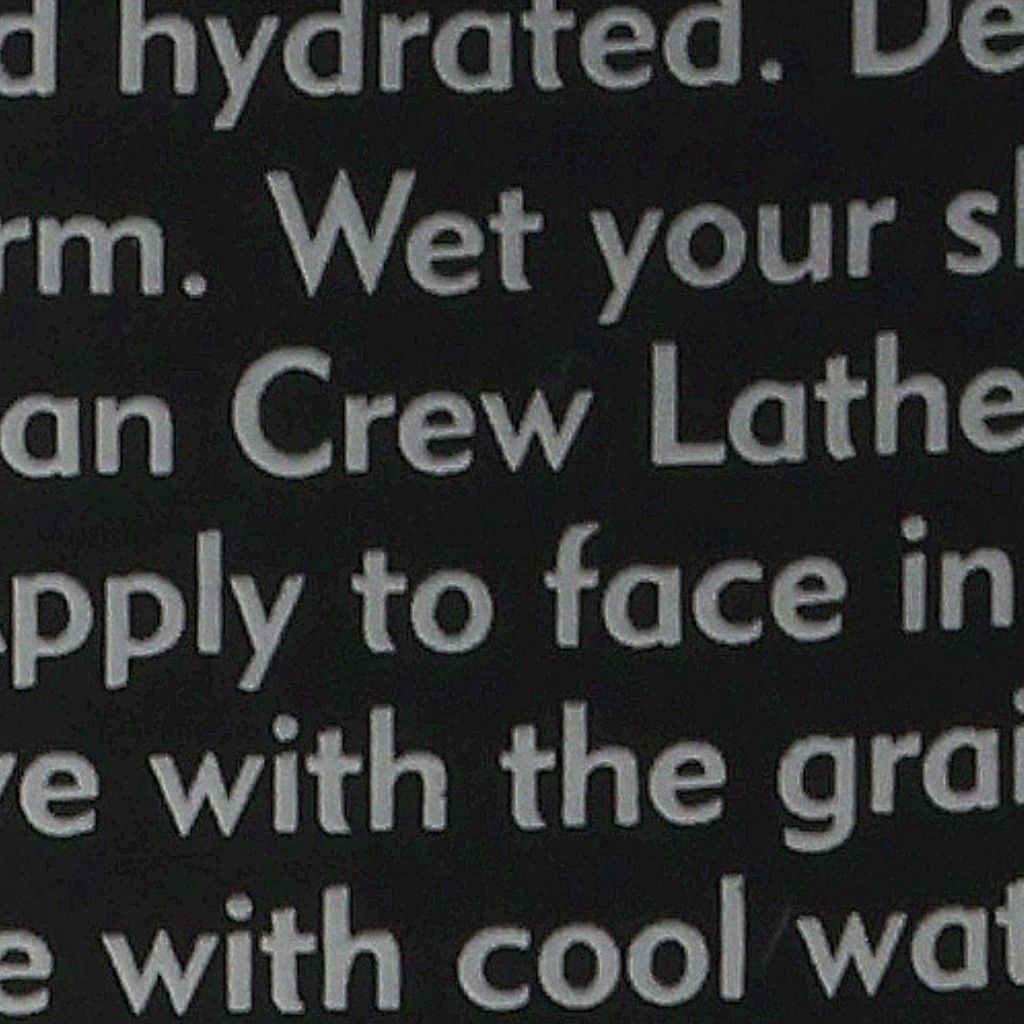 d hydrated. De
rm. Wet your s
an Crew Lathe
pply to face in
ve with the grai
e with cool wat